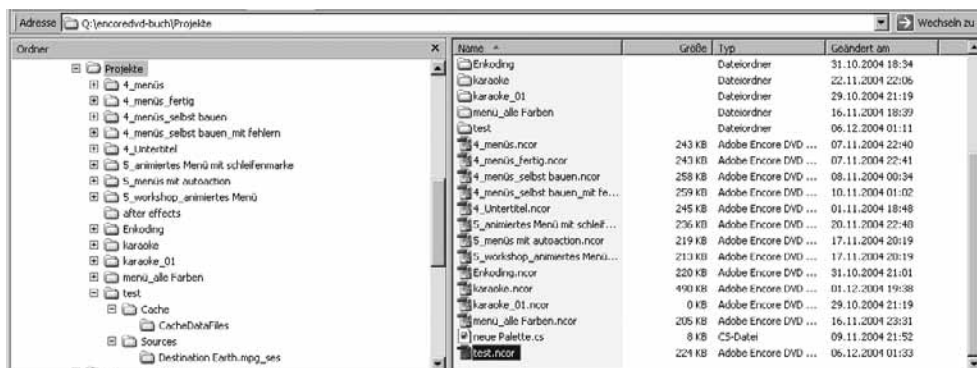 Adresse Q:\encoredvd-buch\Projekte Wechseln zu
Ordner
Projekte
4_menüs
4_menüs_fertig
4_menüs_selbst bauen
4_menüs_selbst bauen_mit fehlern
4_Untertitel
5_animiertes Menü mit schleifenmarke
5_menüs mit autoaction
5_workshop_animiertes Menü
after effects
Enkoding
karaoke
karaoke_01
menü_alle Farben
test
Cache
CacheDataFiles
Sources
Destination Earth.mpg_ses
Name Größe Typ Geändert am
Enkoding Dateiordner 31.10.2004 18:34
karaoke Dateiordner 22.11.2004 22:06
karaoke_01 Dateiordner 29.10.2004 21:19
menü_alle Farben Dateiordner 16.11.2004 18:39
test Dateiordner 06.12.2004 01:11
4_menüs.ncor 243 KB Adobe Encore DVD ... 07.11.2004 22:40
4_menüs_fertig.ncor 243 KB Adobe Encore DVD ... 07.11.2004 22:41
4_menüs_selbst bauen.ncor 258 KB Adobe Encore DVD ... 08.11.2004 00:34
4_menüs_selbst bauen_mit fe... 259 KB Adobe Encore DVD ... 10.11.2004 01:02
4_Untertitel.ncor 245 KB Adobe Encore DVD ... 01.11.2004 18:48
5_animiertes Menü mit schleif... 236 KB Adobe Encore DVD ... 20.11.2004 22:48
5_menüs mit autoaction.ncor 219 KB Adobe Encore DVD ... 17.11.2004 20:19
5_workshop_animiertes Menü... 213 KB Adobe Encore DVD ... 17.11.2004 20:19
Enkoding.ncor 220 KB Adobe Encore DVD ... 31.10.2004 21:01
karaoke.ncor 490 KB Adobe Encore DVD ... 01.12.2004 19:38
karaoke_01.ncor 0 KB Adobe Encore DVD ... 29.10.2004 21:19
menü_alle Farben.ncor 205 KB Adobe Encore DVD ... 16.11.2004 23:31
neue Palette.cs 8 KB CS-Datei 09.11.2004 21:52
test.ncor 224 KB Adobe Encore DVD ... 06.12.2004 01:33